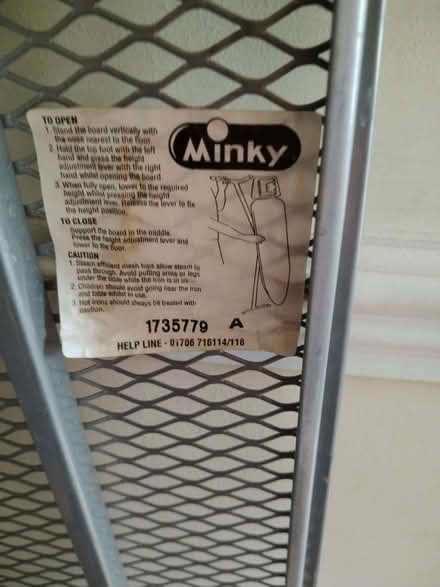 TO OPEN
1. Stand the board vertically with
the nose nearest to the floor.
2. Hold the top foot with the left
hand and press the height
adjustment lever with the right
hand whilst opening the board.
3. When fully open, lower to the required
height whilst pressing the height
adjustment lever. Release the lever to fix
the height position.
TO CLOSE
Support the board in the middle.
Press the height adjustment lever and
lower to the floor.
CAUTION
1. Steam efficient mesh tops allow steam to
pass through. Avoid putting arms or legs
under the table while the iron is in use.
2. Children should avoid going near the iron
and table whilst in use.
3. Hot irons should always be treated with
caution.
Minky
1735779 A
HELP LINE - 01706 716114/118